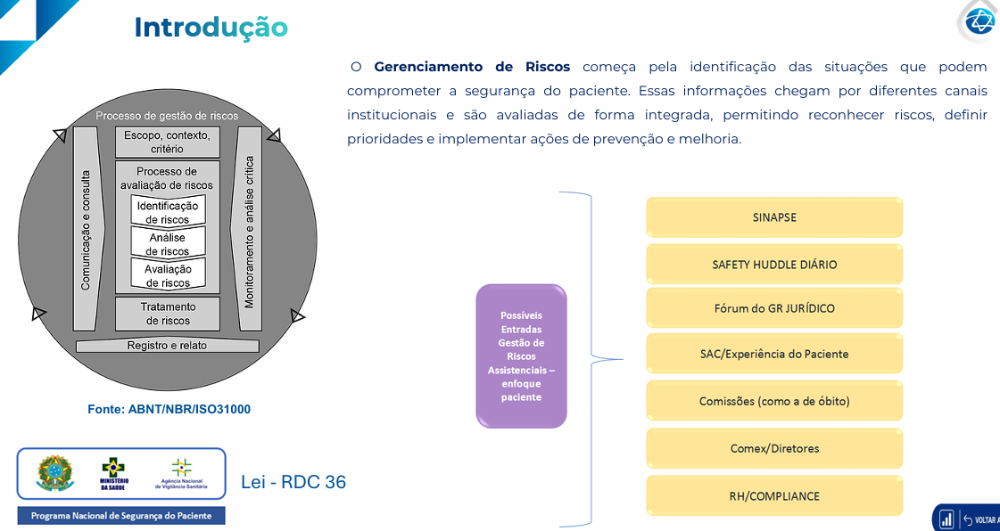 Introdução
O Gerenciamento de Riscos começa pela identificação das situações que podem
comprometer a segurança do paciente. Essas informações chegam por diferentes canais
institucionais e são avaliadas de forma integrada, permitindo reconhecer riscos, definir
prioridades e implementar ações de prevenção e melhoria.
Processo de gestão de riscos
Escopo, contexto,
critério
Processo de
avaliação de riscos
Identificação
de riscos
Análise
de riscos
Avaliação
de riscos
Tratamento
de riscos
Comunicação e consulta
Monitoramento e análise crítica
Registro e relato
Fonte: ABNT/NBR/ISO31000
MINISTÉRIO
DA SAÚDE
Agência Nacional
de Vigilância Sanitária
Programa Nacional de Segurança do Paciente
Lei - RDC 36
Possíveis
Entradas
Gestão de
Riscos
Assistenciais –
enfoque
paciente
SINAPSE
SAFETY HUDDLE DIÁRIO
Fórum do GR JURÍDICO
SAC/Experiência do Paciente
Comissões (como a de óbito)
Comex/Diretores
RH/COMPLIANCE
VOLTAR A